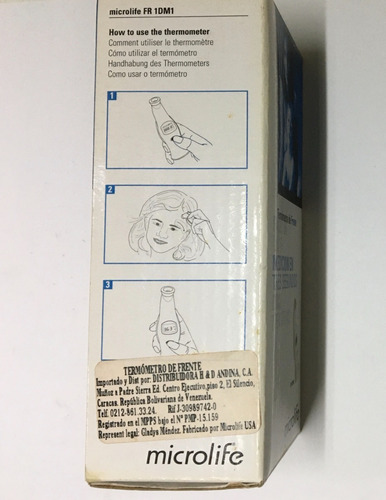 microlife FR 1DM1
How to use the thermometer
Comment utiliser le thermomètre
Cómo utilizar el termómetro
Handhabung des Thermometers
Como usar o termómetro
1
2
3
TERMÓMETRO DE FRENTE
Importado y Dist por: DISTRIBUIDORA H & D ANDINA, C.A.
Muñoz a Padre Sierra Ed. Centro Ejecutivo, piso 2, El Silencio,
Caracas. República Bolivariana de Venezuela.
Telf. 0212-861.33.24. Rif J-30989742-0
Registrado en el MPPS bajo el Nº PMP-15.159
Represent legal: Gladys Méndez. Fabricado por Microlife USA
microlife